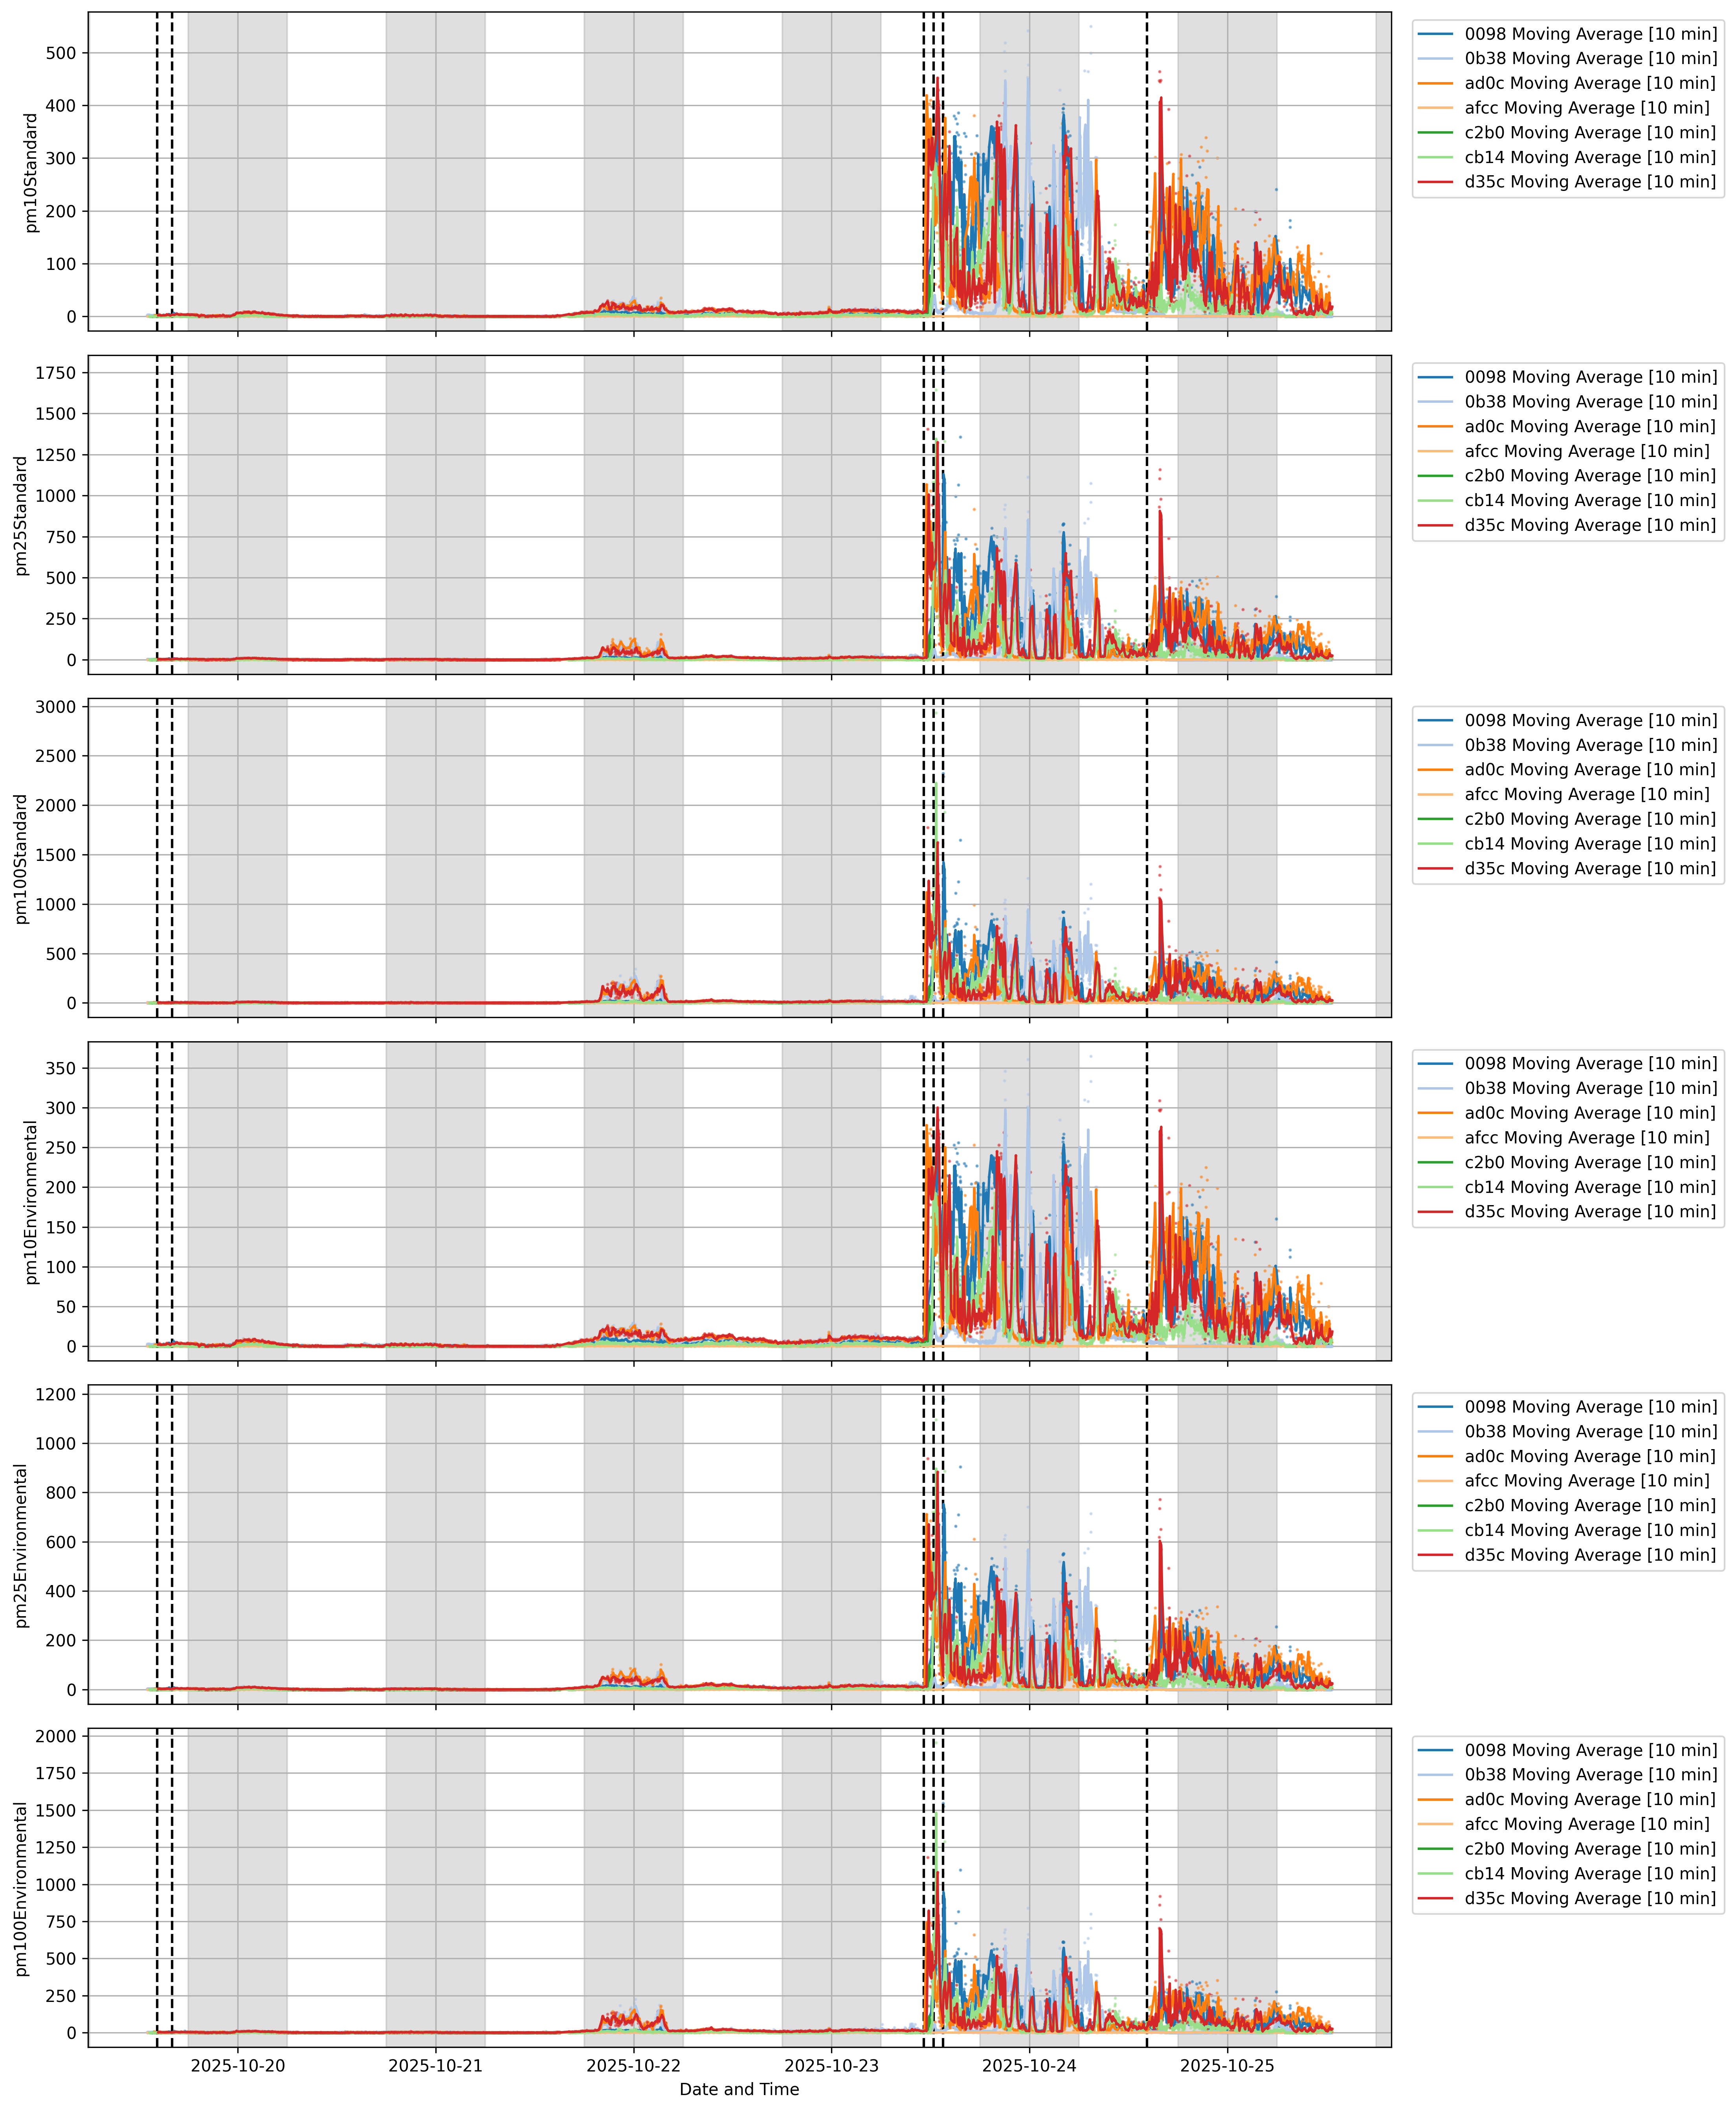 pm10Standard
500
400
300
200
100
0
0098 Moving Average [10 min]
0b38 Moving Average [10 min]
ad0c Moving Average [10 min]
afcc Moving Average [10 min]
c2b0 Moving Average [10 min]
cb14 Moving Average [10 min]
d35c Moving Average [10 min]
pm25Standard
1750
1500
1250
1000
750
500
250
0
0098 Moving Average [10 min]
0b38 Moving Average [10 min]
ad0c Moving Average [10 min]
afcc Moving Average [10 min]
c2b0 Moving Average [10 min]
cb14 Moving Average [10 min]
d35c Moving Average [10 min]
pm100Standard
3000
2500
2000
1500
1000
500
0
0098 Moving Average [10 min]
0b38 Moving Average [10 min]
ad0c Moving Average [10 min]
afcc Moving Average [10 min]
c2b0 Moving Average [10 min]
cb14 Moving Average [10 min]
d35c Moving Average [10 min]
pm10Environmental
350
300
250
200
150
100
50
0
0098 Moving Average [10 min]
0b38 Moving Average [10 min]
ad0c Moving Average [10 min]
afcc Moving Average [10 min]
c2b0 Moving Average [10 min]
cb14 Moving Average [10 min]
d35c Moving Average [10 min]
pm25Environmental
1200
1000
800
600
400
200
0
0098 Moving Average [10 min]
0b38 Moving Average [10 min]
ad0c Moving Average [10 min]
afcc Moving Average [10 min]
c2b0 Moving Average [10 min]
cb14 Moving Average [10 min]
d35c Moving Average [10 min]
pm100Environmental
2000
1750
1500
1250
1000
750
500
250
0
0098 Moving Average [10 min]
0b38 Moving Average [10 min]
ad0c Moving Average [10 min]
afcc Moving Average [10 min]
c2b0 Moving Average [10 min]
cb14 Moving Average [10 min]
d35c Moving Average [10 min]
2025-10-20 2025-10-21 2025-10-22 2025-10-23 2025-10-24 2025-10-25
Date and Time